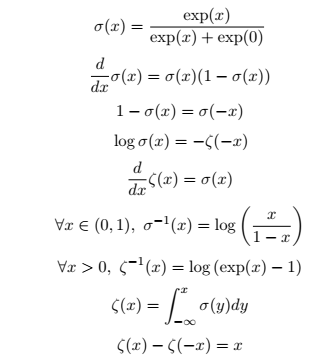 σ(x) = exp(x) / (exp(x) + exp(0))
d/dx σ(x) = σ(x)(1 − σ(x))
1 − σ(x) = σ(−x)
log σ(x) = −ζ(−x)
d/dx ζ(x) = σ(x)
∀x ∈ (0, 1), σ⁻¹(x) = log (x / (1 − x))
∀x > 0, ζ⁻¹(x) = log (exp(x) − 1)
ζ(x) = ∫_{−∞}^{x} σ(y)dy
ζ(x) − ζ(−x) = x